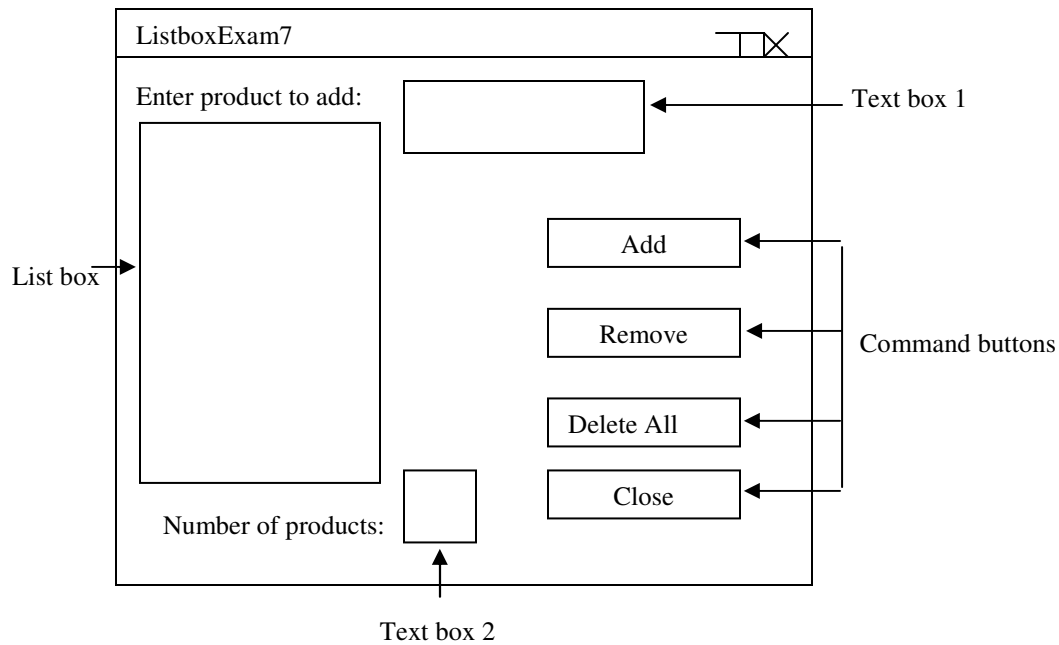 ListboxExam7
Enter product to add:
Text box 1
Add
List box
Remove
Command buttons
Delete All
Close
Number of products:
Text box 2